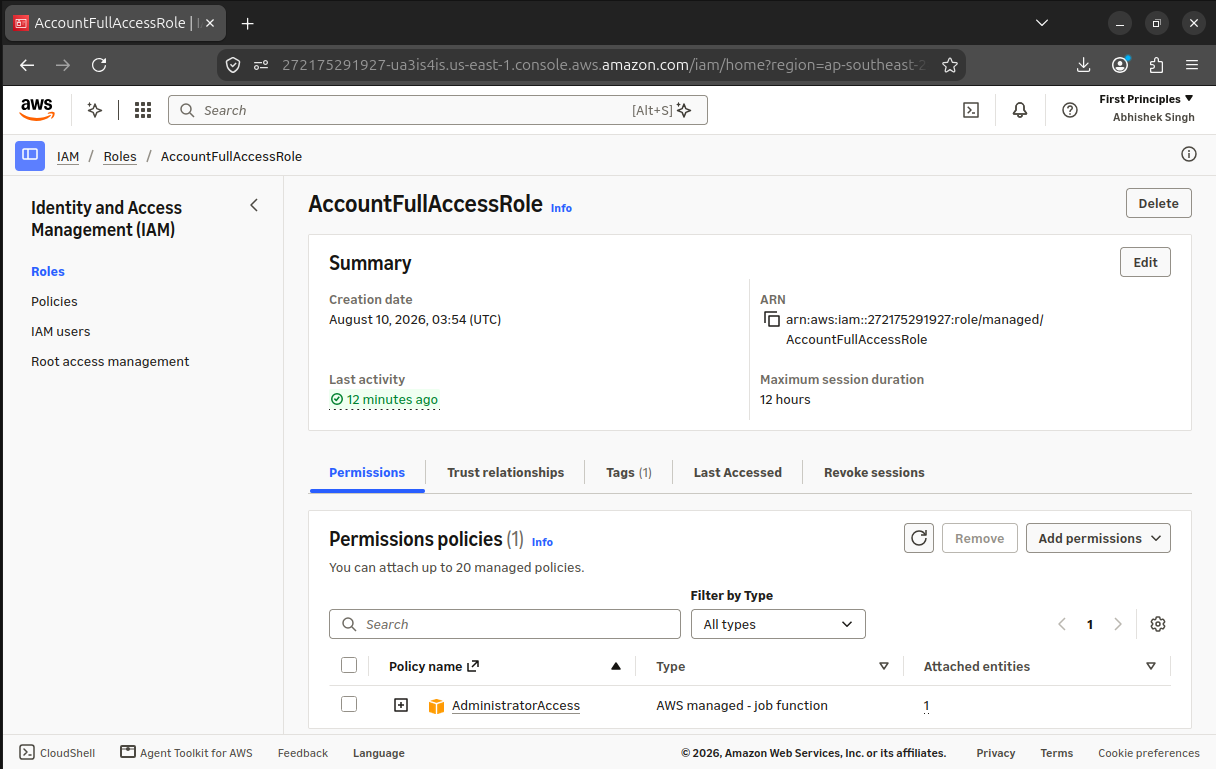 AccountFullAccessRole |
272175291927-ua3is4is.us-east-1.console.aws.amazon.com/iam/home?region=ap-southeast-2
aws
Search
[Alt+S]
First Principles
Abhishek Singh
IAM / Roles / AccountFullAccessRole
Identity and Access
Management (IAM)
Roles
Policies
IAM users
Root access management
AccountFullAccessRole Info
Delete
Summary
Edit
Creation date
August 10, 2026, 03:54 (UTC)
ARN
arn:aws:iam::272175291927:role/managed/
AccountFullAccessRole
Last activity
12 minutes ago
Maximum session duration
12 hours
Permissions
Trust relationships
Tags (1)
Last Accessed
Revoke sessions
Permissions policies (1) Info
Remove
Add permissions
You can attach up to 20 managed policies.
Filter by Type
Search
All types
1
Policy name
Type
Attached entities
AdministratorAccess
AWS managed - job function
1
CloudShell
Agent Toolkit for AWS
Feedback
Language
© 2026, Amazon Web Services, Inc. or its affiliates.
Privacy
Terms
Cookie preferences